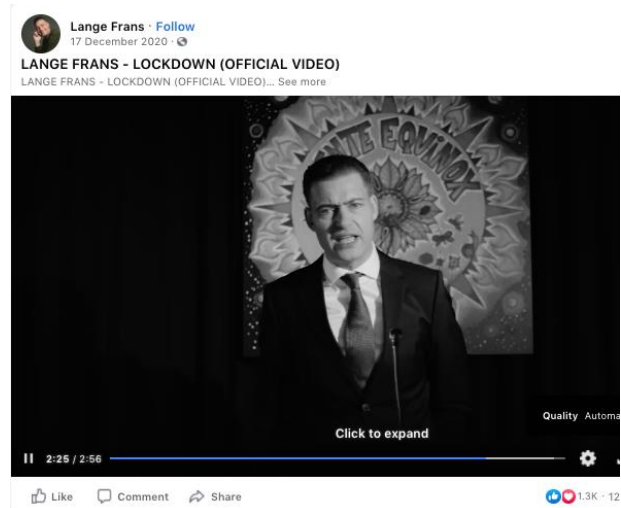 Lange Frans · Follow
17 December 2020 ·
LANGE FRANS - LOCKDOWN (OFFICIAL VIDEO)
LANGE FRANS - LOCKDOWN (OFFICIAL VIDEO)... See more
NTE EQUINOX
Quality Automa
Click to expand
2:25 / 2:56
Like Comment Share 1.3K · 12